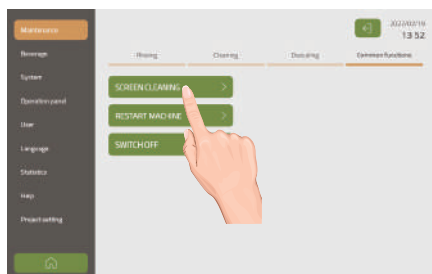 Maintenance
Beverage
System
Operation panel
User
Language
Statistics
Help
Project setting
2022/02/19
13 52
Rinsing
Cleaning
Descaling
Common functions
SCREEN CLEANING
RESTART MACHINE
SWITCH OFF